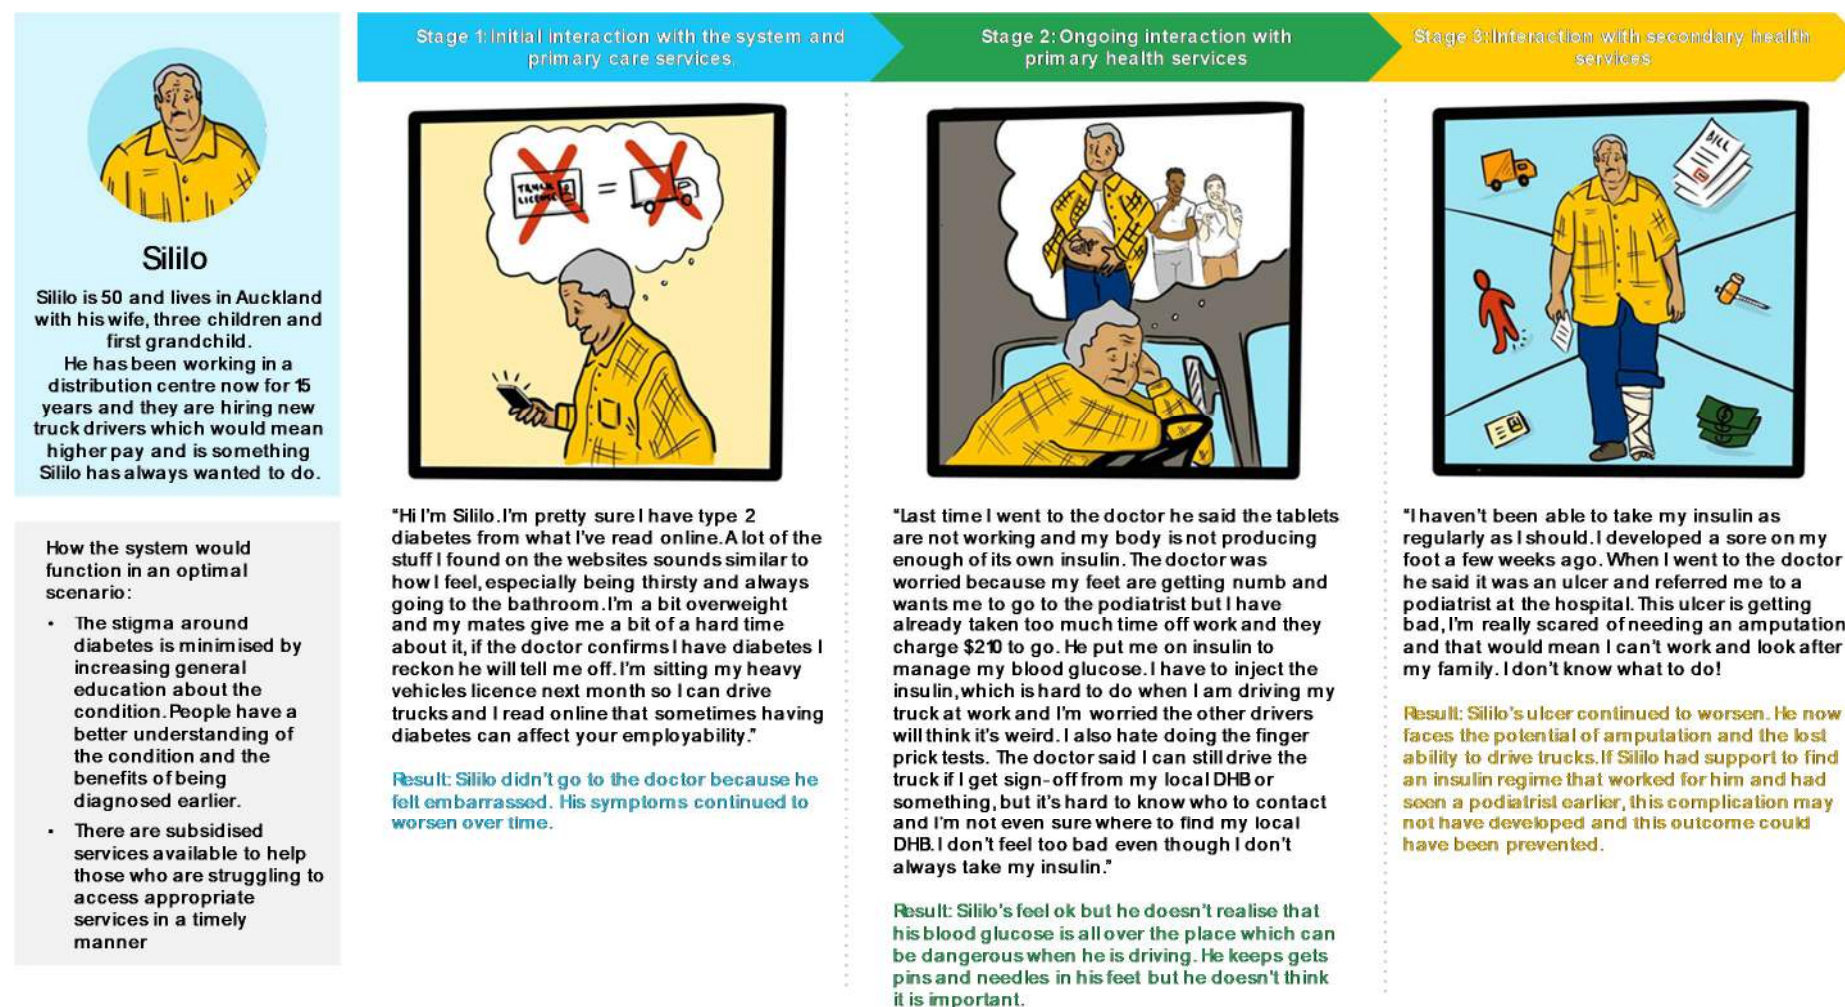 Sililo
Sililo is 50 and lives in Auckland
with his wife, three children and
first grandchild.
He has been working in a
distribution centre now for 15
years and they are hiring new
truck drivers which would mean
higher pay and is something
Sililo has always wanted to do.
How the system would
function in an optimal
scenario:
• The stigma around
diabetes is minimised by
increasing general
education about the
condition. People have a
better understanding of
the condition and the
benefits of being
diagnosed earlier.
• There are subsidised
services available to help
those who are struggling to
access appropriate
services in a timely
manner
Stage 1: Initial interaction with the system and
primary care services.
TRUCK
LICENCE
=
"Hi I'm Sililo. I'm pretty sure I have type 2
diabetes from what I've read online. A lot of the
stuff I found on the websites sounds similar to
how I feel, especially being thirsty and always
going to the bathroom. I'm a bit overweight
and my mates give me a bit of a hard time
about it, if the doctor confirms I have diabetes I
reckon he will tell me off. I'm sitting my heavy
vehicles licence next month so I can drive
trucks and I read online that sometimes having
diabetes can affect your employability."
Result: Sililo didn't go to the doctor because he
felt embarrassed. His symptoms continued to
worsen over time.
Stage 2: Ongoing interaction with
primary health services
"Last time I went to the doctor he said the tablets
are not working and my body is not producing
enough of its own insulin. The doctor was
worried because my feet are getting numb and
wants me to go to the podiatrist but I have
already taken too much time off work and they
charge $210 to go. He put me on insulin to
manage my blood glucose. I have to inject the
insulin, which is hard to do when I am driving my
truck at work and I'm worried the other drivers
will think it's weird. I also hate doing the finger
prick tests. The doctor said I can still drive the
truck if I get sign-off from my local DHB or
something, but it's hard to know who to contact
and I'm not even sure where to find my local
DHB. I don't feel too bad even though I don't
always take my insulin."
Result: Sililo's feel ok but he doesn't realise that
his blood glucose is all over the place which can
be dangerous when he is driving. He keeps gets
pins and needles in his feet but he doesn't think
it is important.
Stage 3: Interaction with secondary health
services
BILL
$
"I haven't been able to take my insulin as
regularly as I should. I developed a sore on my
foot a few weeks ago. When I went to the doctor
he said it was an ulcer and referred me to a
podiatrist at the hospital. This ulcer is getting
bad, I'm really scared of needing an amputation
and that would mean I can't work and look after
my family. I don't know what to do!
Result: Sililo's ulcer continued to worsen. He now
faces the potential of amputation and the lost
ability to drive trucks. If Sililo had support to find
an insulin regime that worked for him and had
seen a podiatrist earlier, this complication may
not have developed and this outcome could
have been prevented.